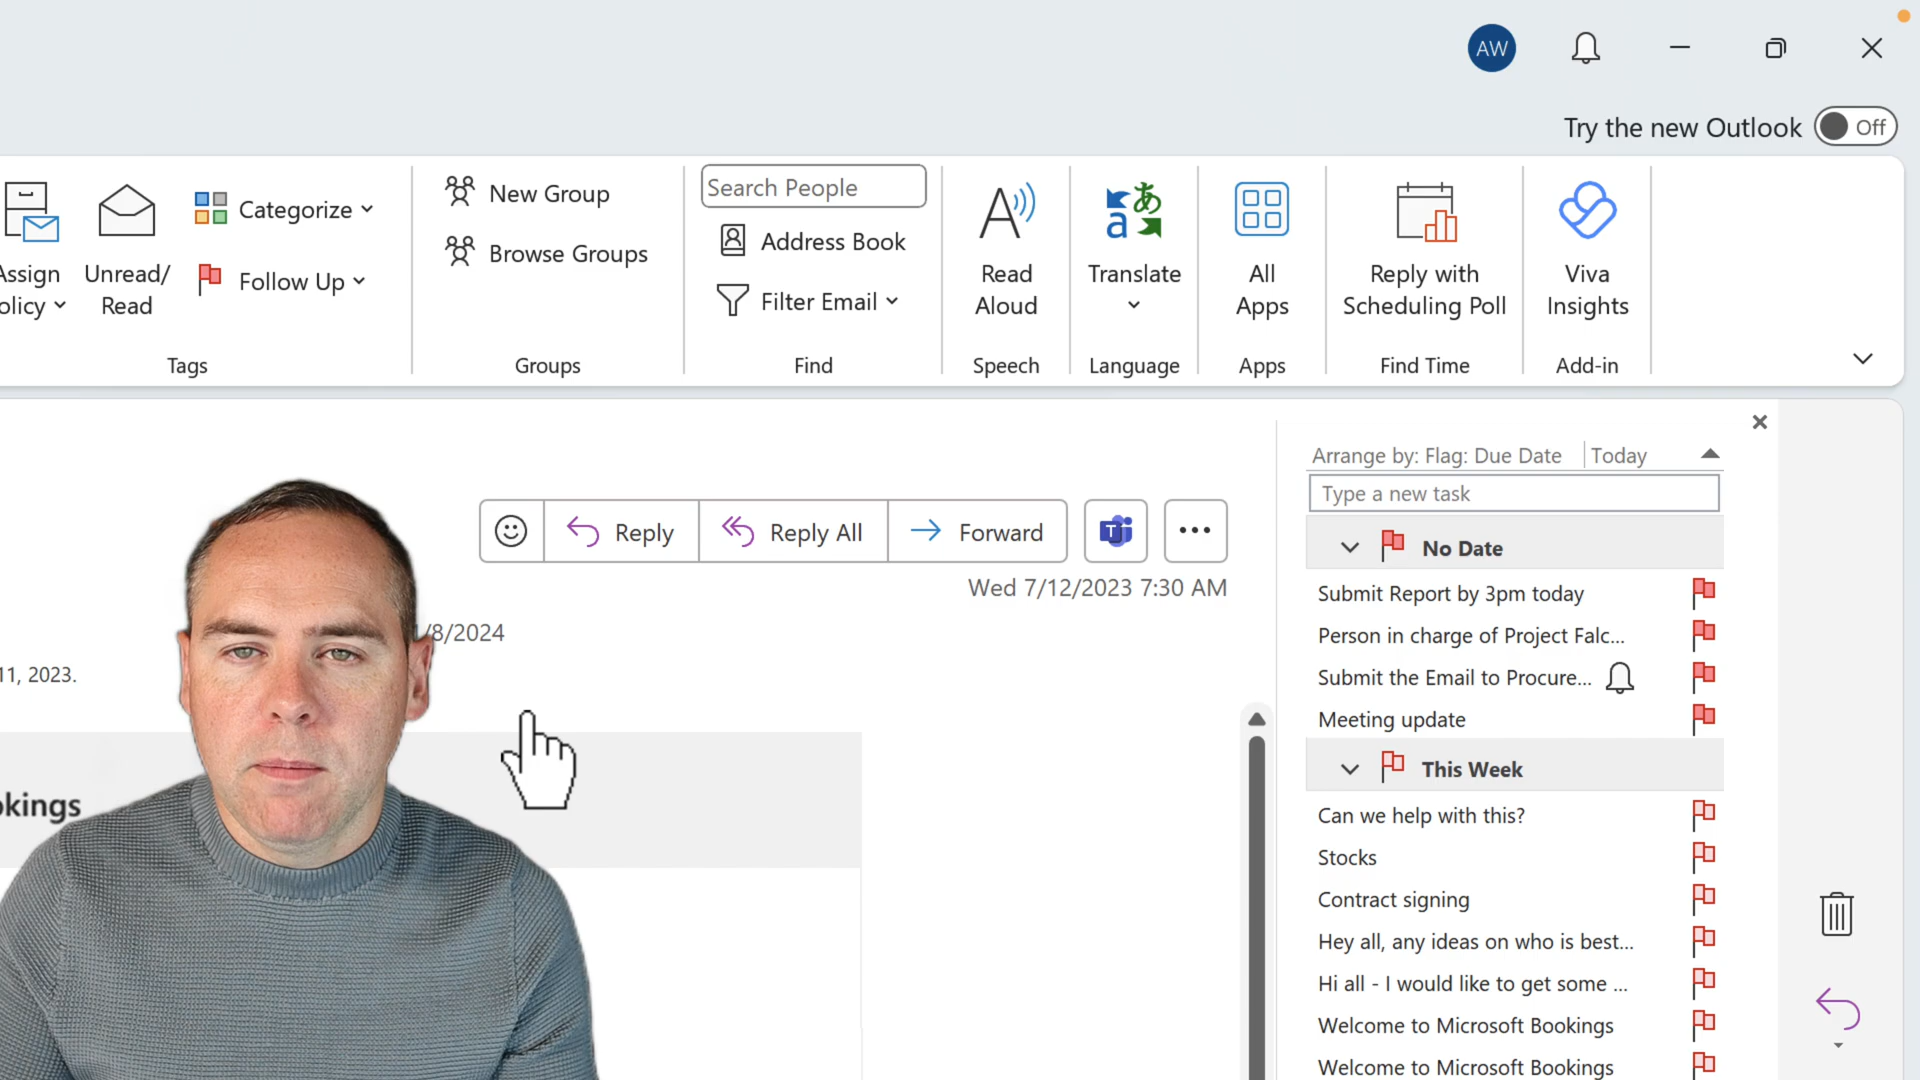 AW
Try the new Outlook
Off
Assign
Policy
Unread/
Read
Categorize
Follow Up
Tags
New Group
Browse Groups
Groups
Search People
Address Book
Filter Email
Find
A
Read
Aloud
Speech
a あ
Translate
Language
All
Apps
Apps
Reply with
Scheduling Poll
Find Time
Viva
Insights
Add-in
Arrange by: Flag: Due Date
Today
Type a new task
No Date
Submit Report by 3pm today
Person in charge of Project Falc...
Submit the Email to Procure...
Meeting update
This Week
Can we help with this?
Stocks
Contract signing
Hey all, any ideas on who is best...
Hi all - I would like to get some ...
Welcome to Microsoft Bookings
Welcome to Microsoft Bookings
Reply
Reply All
Forward
T
Wed 7/12/2023 7:30 AM
/8/2024
11, 2023.
okings